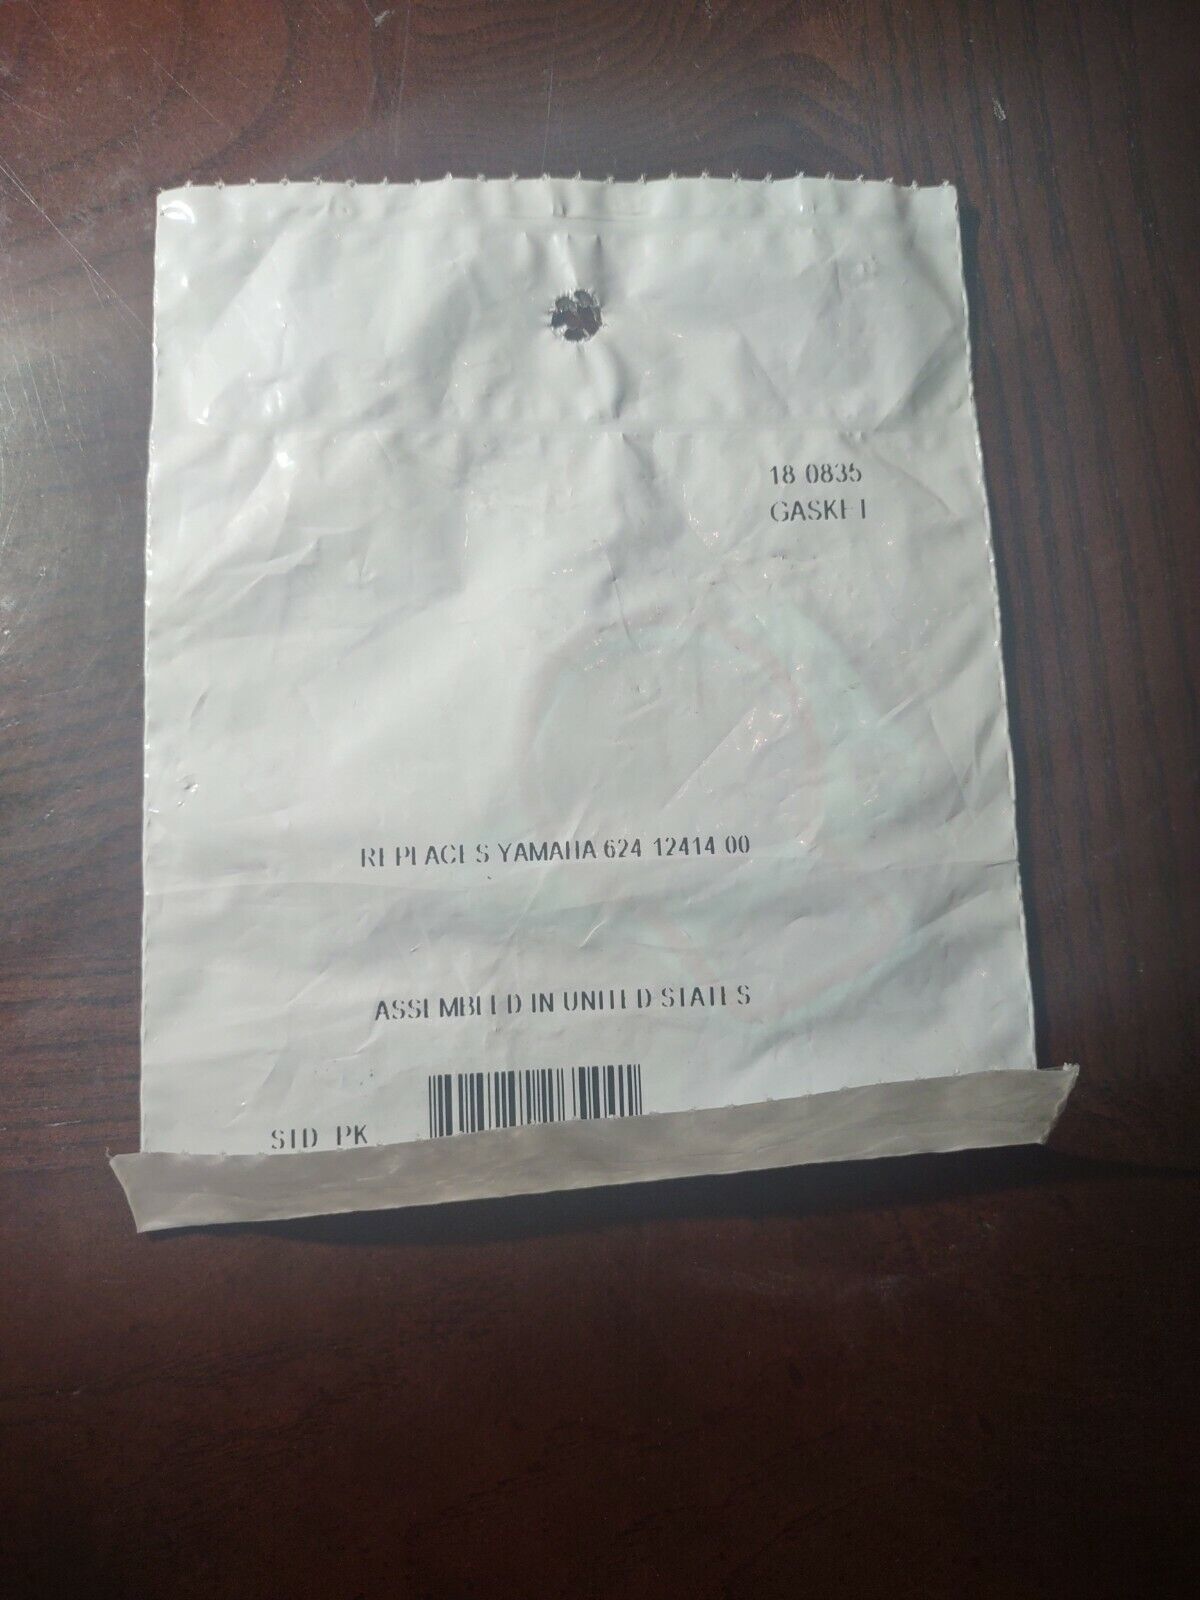 18 0835
GASKET
REPLACES YAMAHA 624 12414 00
ASSEMBLED IN UNITED STATES
STD PK